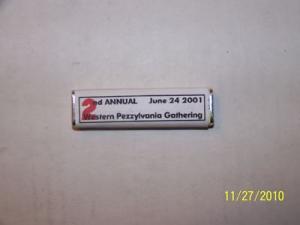 2nd ANNUAL June 24 2001
Western Pezzylvania Gathering
11/27/2010